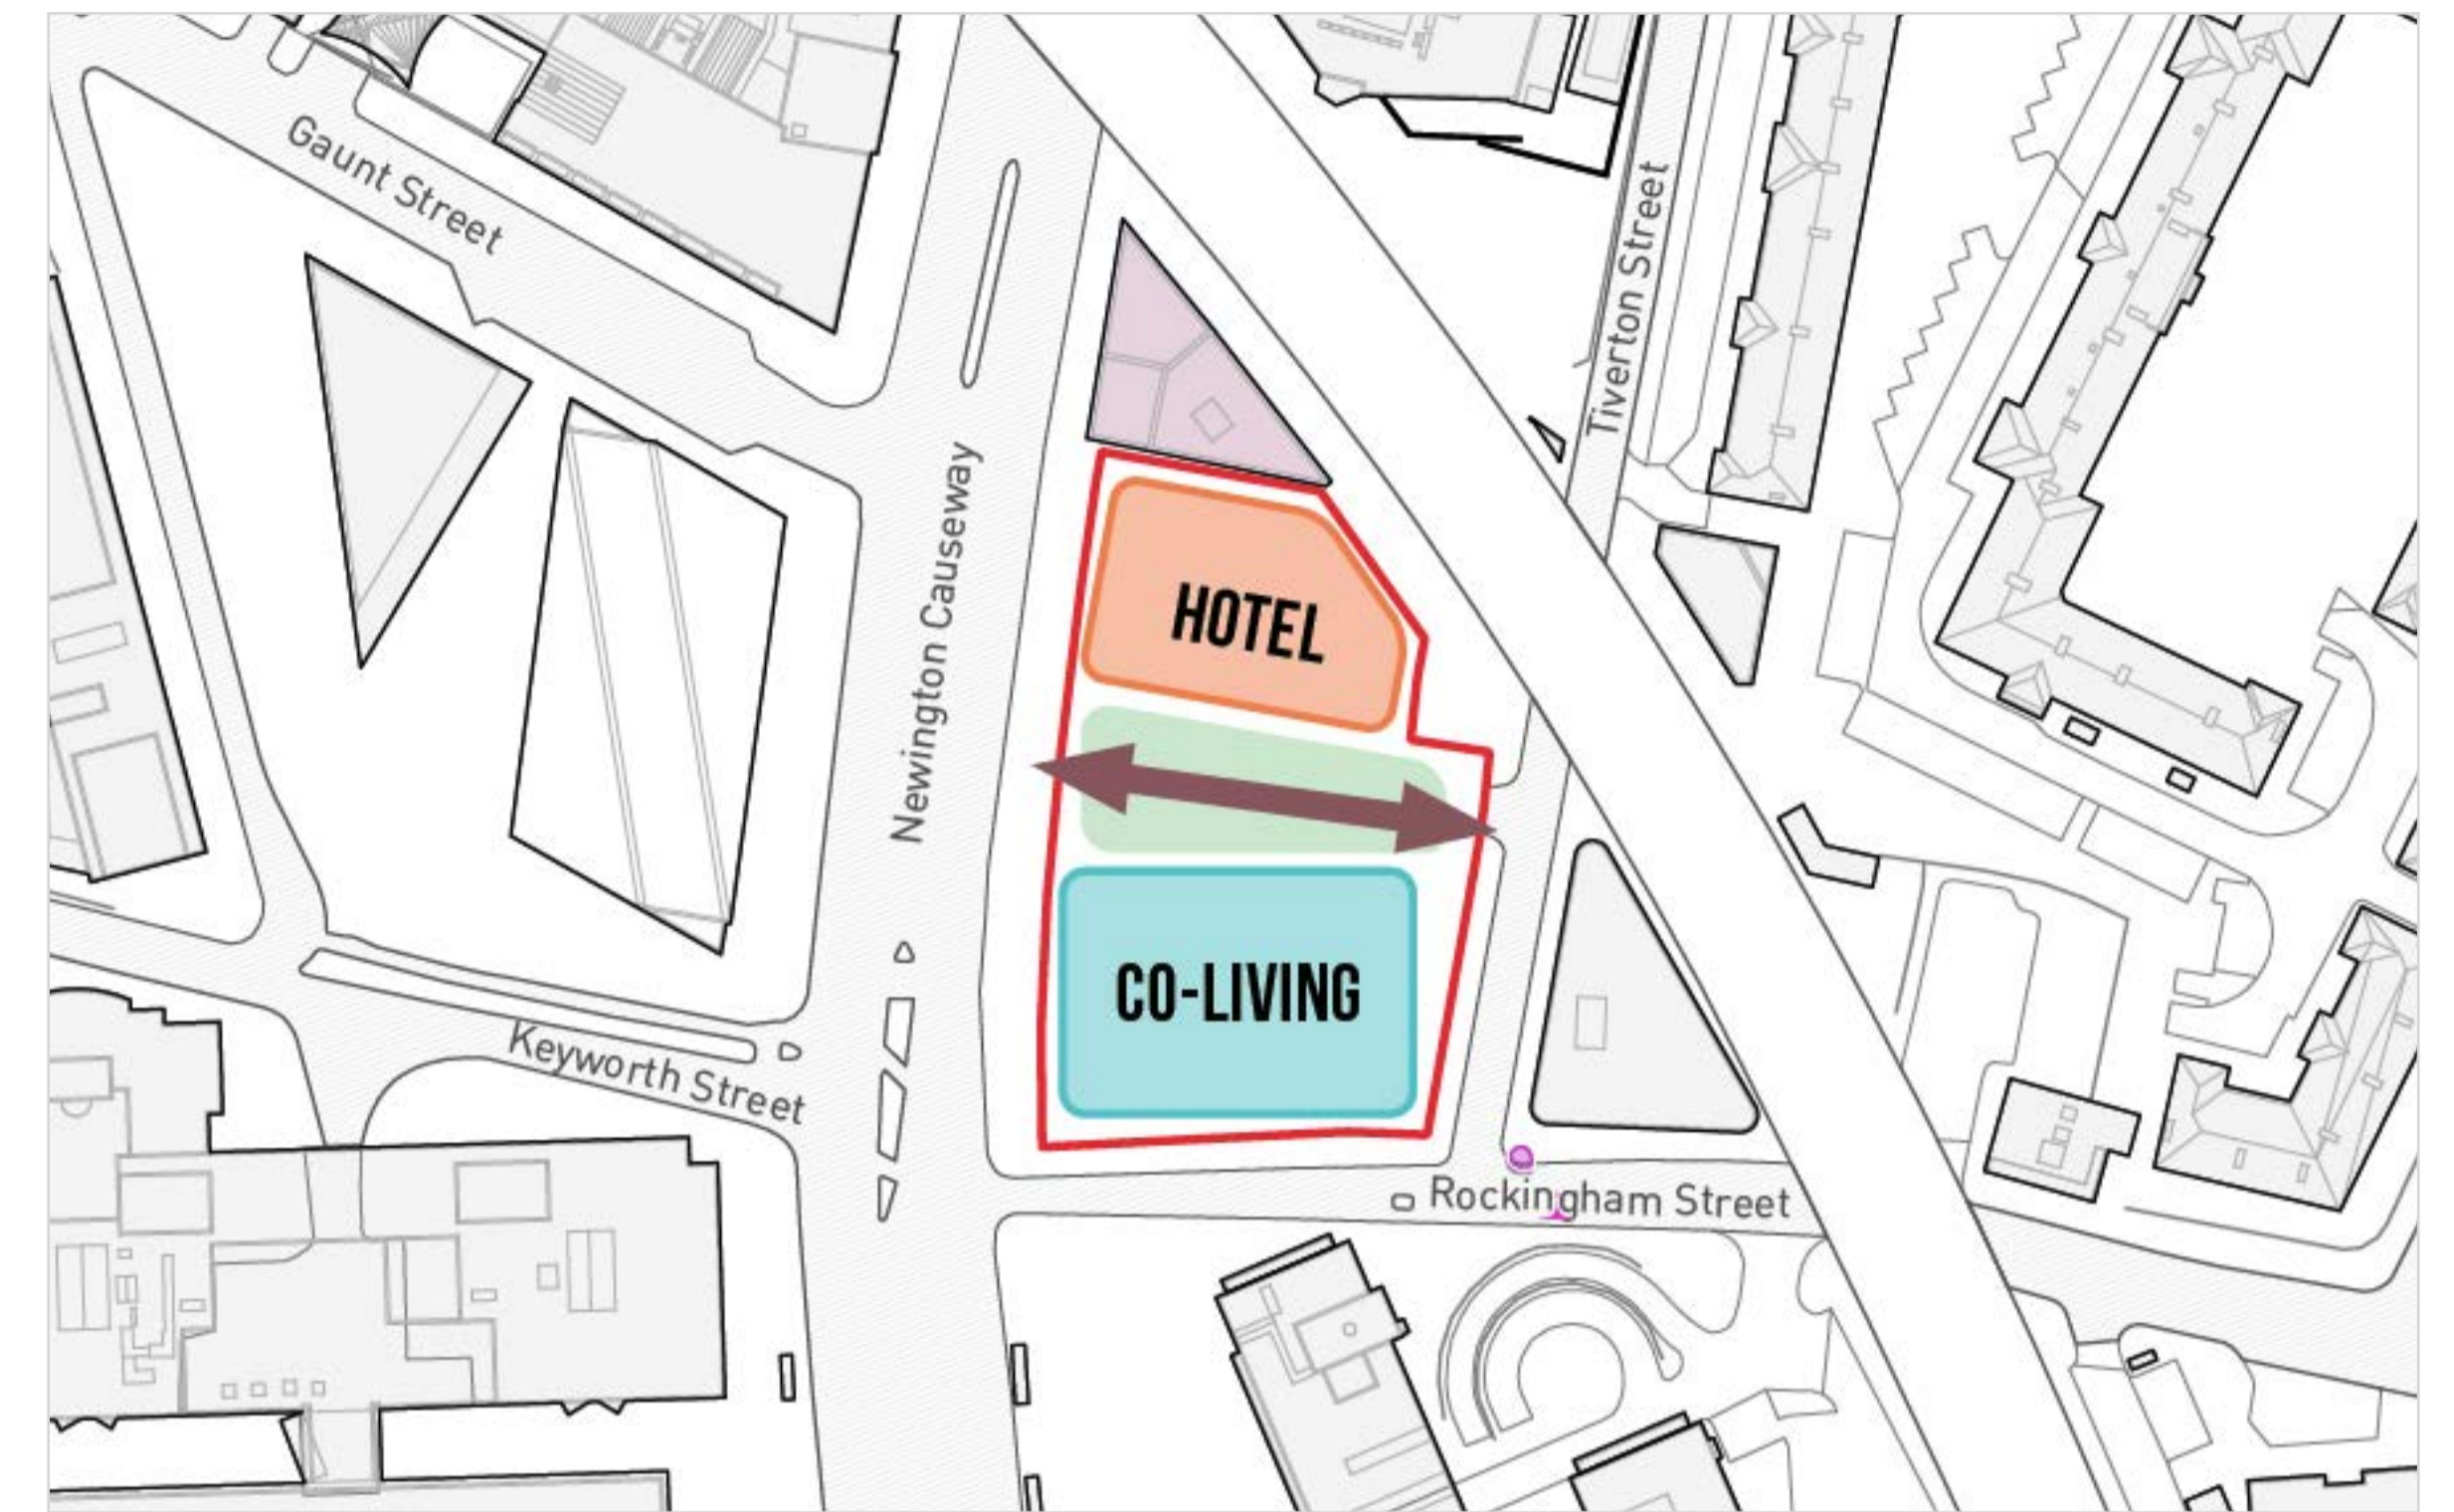 Gaunt Street
Tiverton Street
Newington Causeway
HOTEL
CO-LIVING
Keyworth Street
Rockingham Street